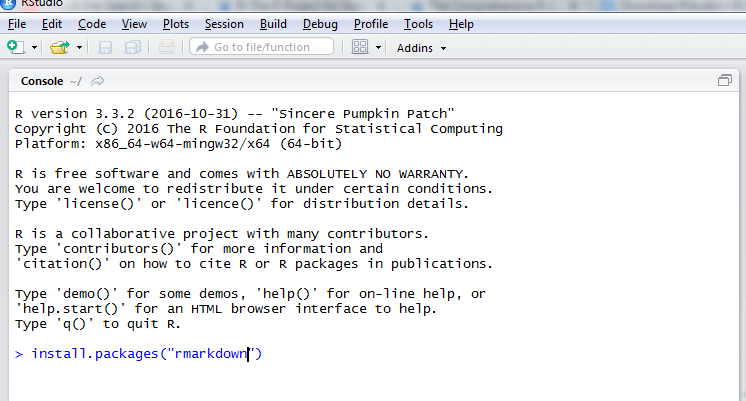 RStudio
File Edit Code View Plots Session Build Debug Profile Tools Help
Go to file/function Addins
Console ~/
R version 3.3.2 (2016-10-31) -- "Sincere Pumpkin Patch"
Copyright (C) 2016 The R Foundation for Statistical Computing
Platform: x86_64-w64-mingw32/x64 (64-bit)
R is free software and comes with ABSOLUTELY NO WARRANTY.
You are welcome to redistribute it under certain conditions.
Type 'license()' or 'licence()' for distribution details.
R is a collaborative project with many contributors.
Type 'contributors()' for more information and
'citation()' on how to cite R or R packages in publications.
Type 'demo()' for some demos, 'help()' for on-line help, or
'help.start()' for an HTML browser interface to help.
Type 'q()' to quit R.
> install.packages("rmarkdown")